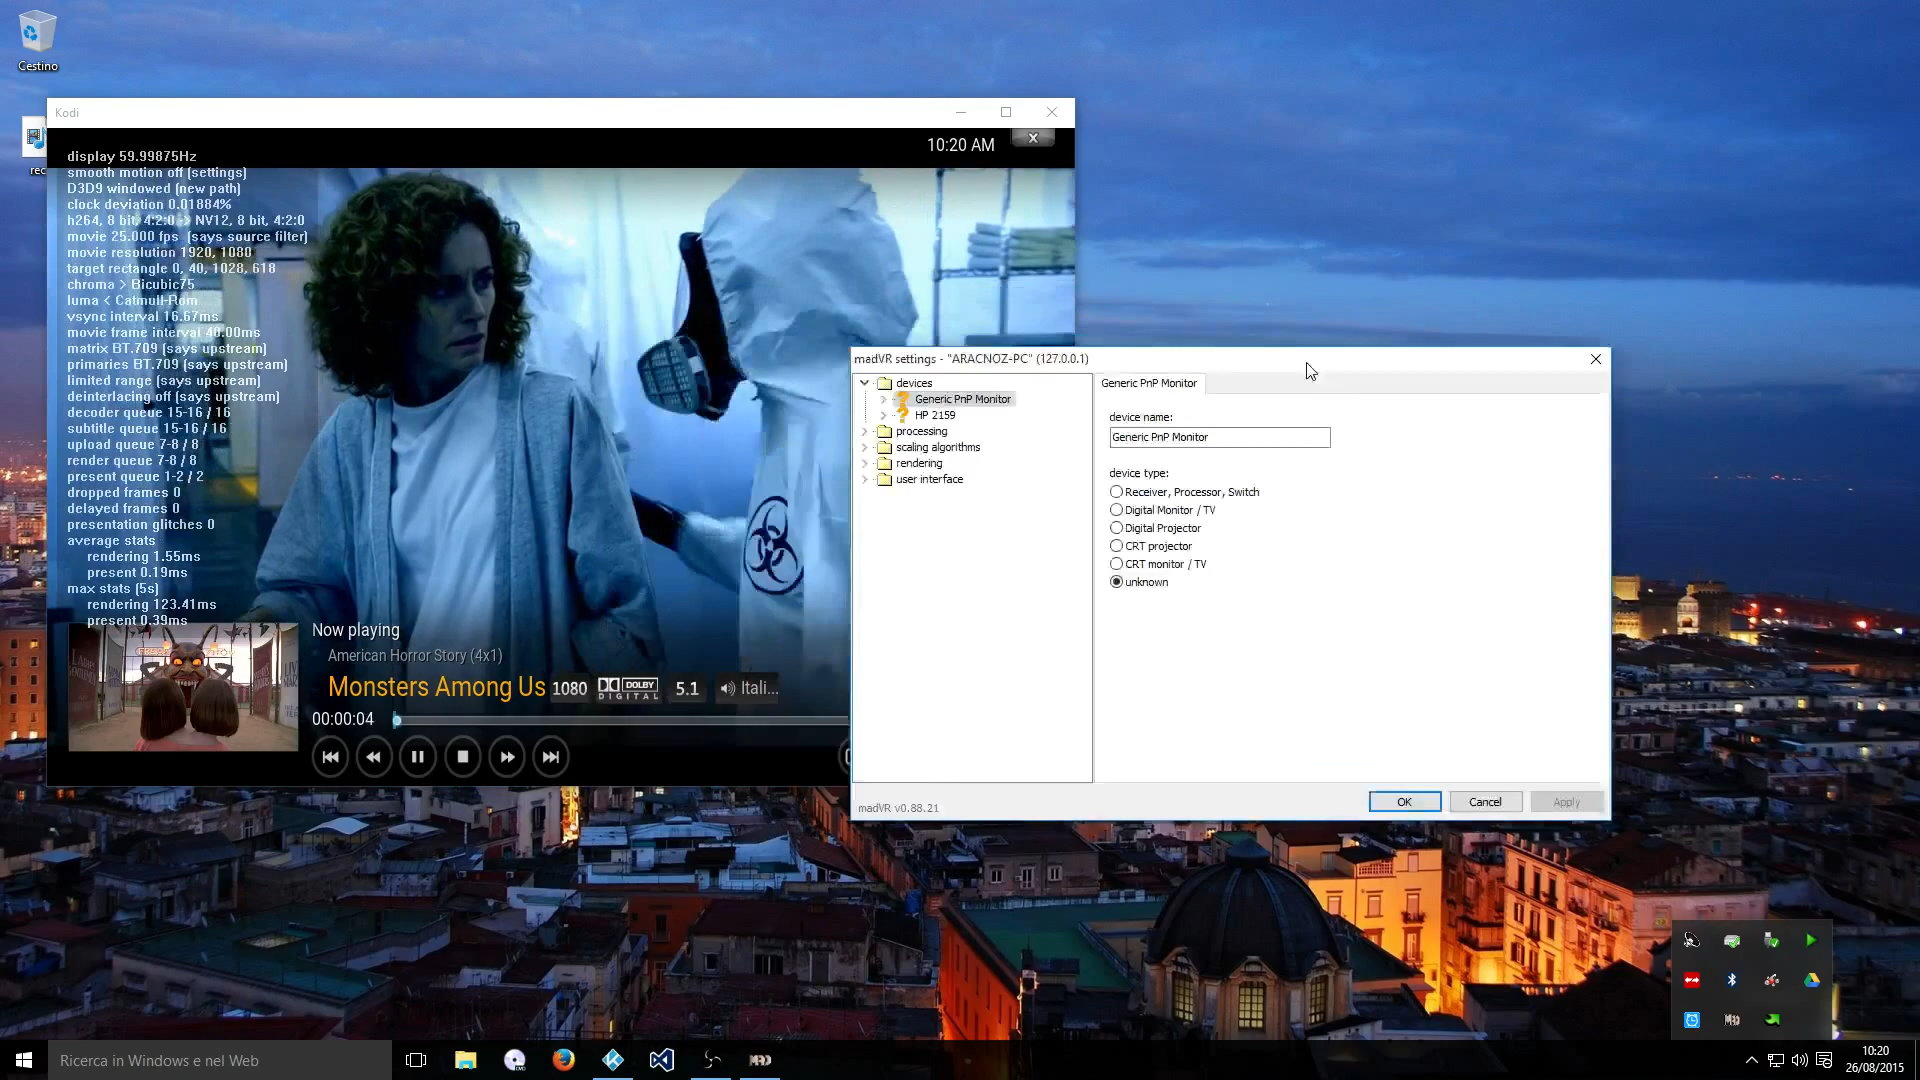 Cestino
rec
Kodi
10:20 AM
display 59.99875Hz
smooth motion off (settings)
D3D9 windowed (new path)
clock deviation 0.01884%
h264, 8 bit, 4:2:0 -> NV12, 8 bit, 4:2:0
movie 25.000 fps (says source filter)
movie resolution 1920, 1080
target rectangle 0, 40, 1028, 618
chroma > Bicubic75
luma < Catmull-Rom
vsync interval 16.67ms
movie frame interval 40.00ms
matrix BT.709 (says upstream)
primaries BT.709 (says upstream)
limited range (says upstream)
deinterlacing off (says upstream)
decoder queue 15-16 / 16
subtitle queue 15-16 / 16
upload queue 7-8 / 8
render queue 7-8 / 8
present queue 1-2 / 2
dropped frames 0
delayed frames 0
presentation glitches 0
average stats
rendering 1.55ms
present 0.19ms
max stats (5s)
rendering 123.41ms
present 0.39ms
Now playing
American Horror Story (4x1)
Monsters Among Us 1080 DOLBY DIGITAL 5.1 Itali...
00:00:04
madVR settings - "ARACNOZ-PC" (127.0.0.1)
devices
Generic PnP Monitor
HP 2159
processing
scaling algorithms
rendering
user interface
Generic PnP Monitor
device name:
Generic PnP Monitor
device type:
Receiver, Processor, Switch
Digital Monitor / TV
Digital Projector
CRT projector
CRT monitor / TV
unknown
madVR v0.88.21
OK
Cancel
Apply
Ricerca in Windows e nel Web
10:20
26/08/2015